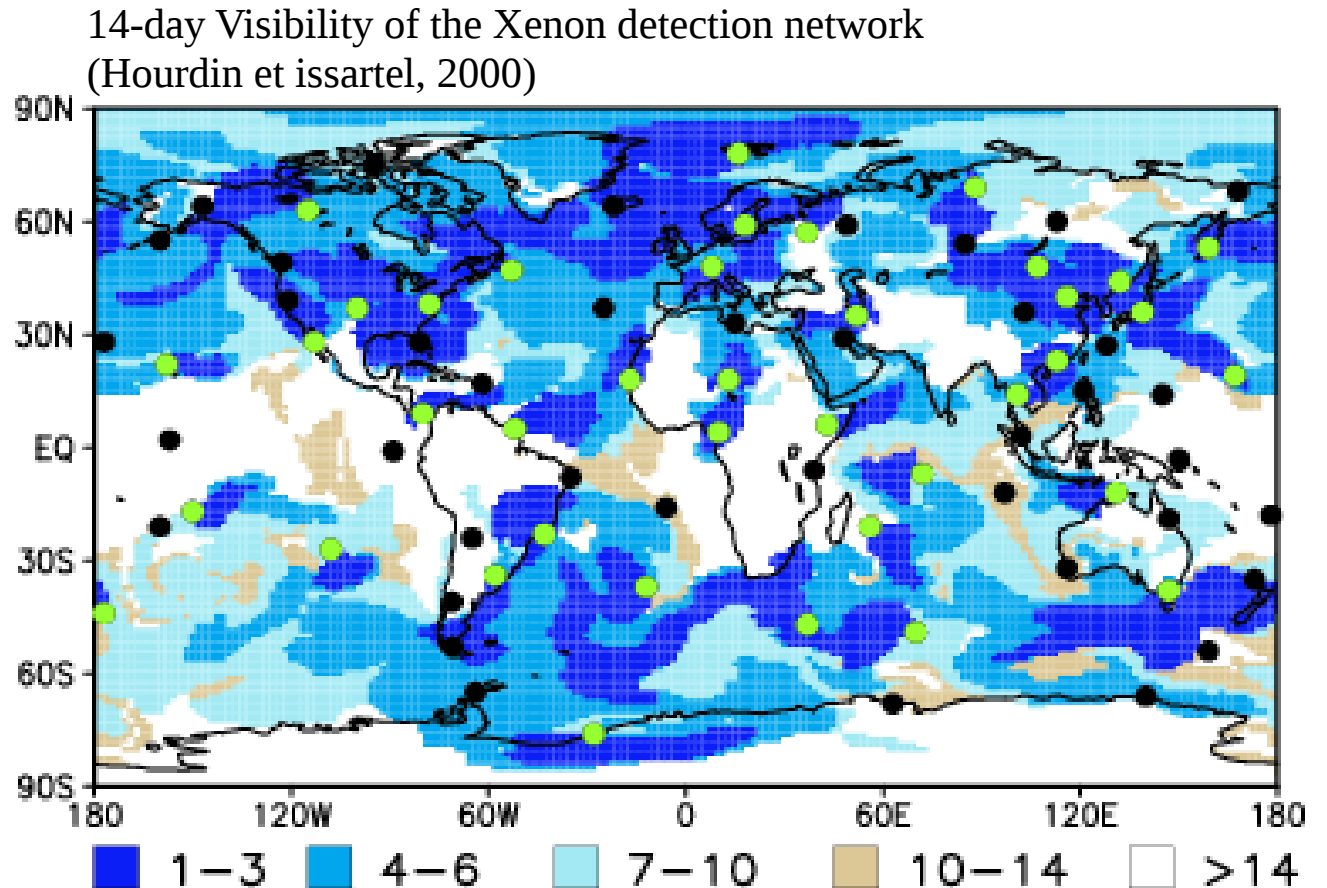 14-day Visibility of the Xenon detection network
(Hourdin et issartel, 2000)
90N
60N
30N
EQ
30S
60S
90S
180 120W 60W 0 60E 120E 180
1−3 4−6 7−10 10−14 >14